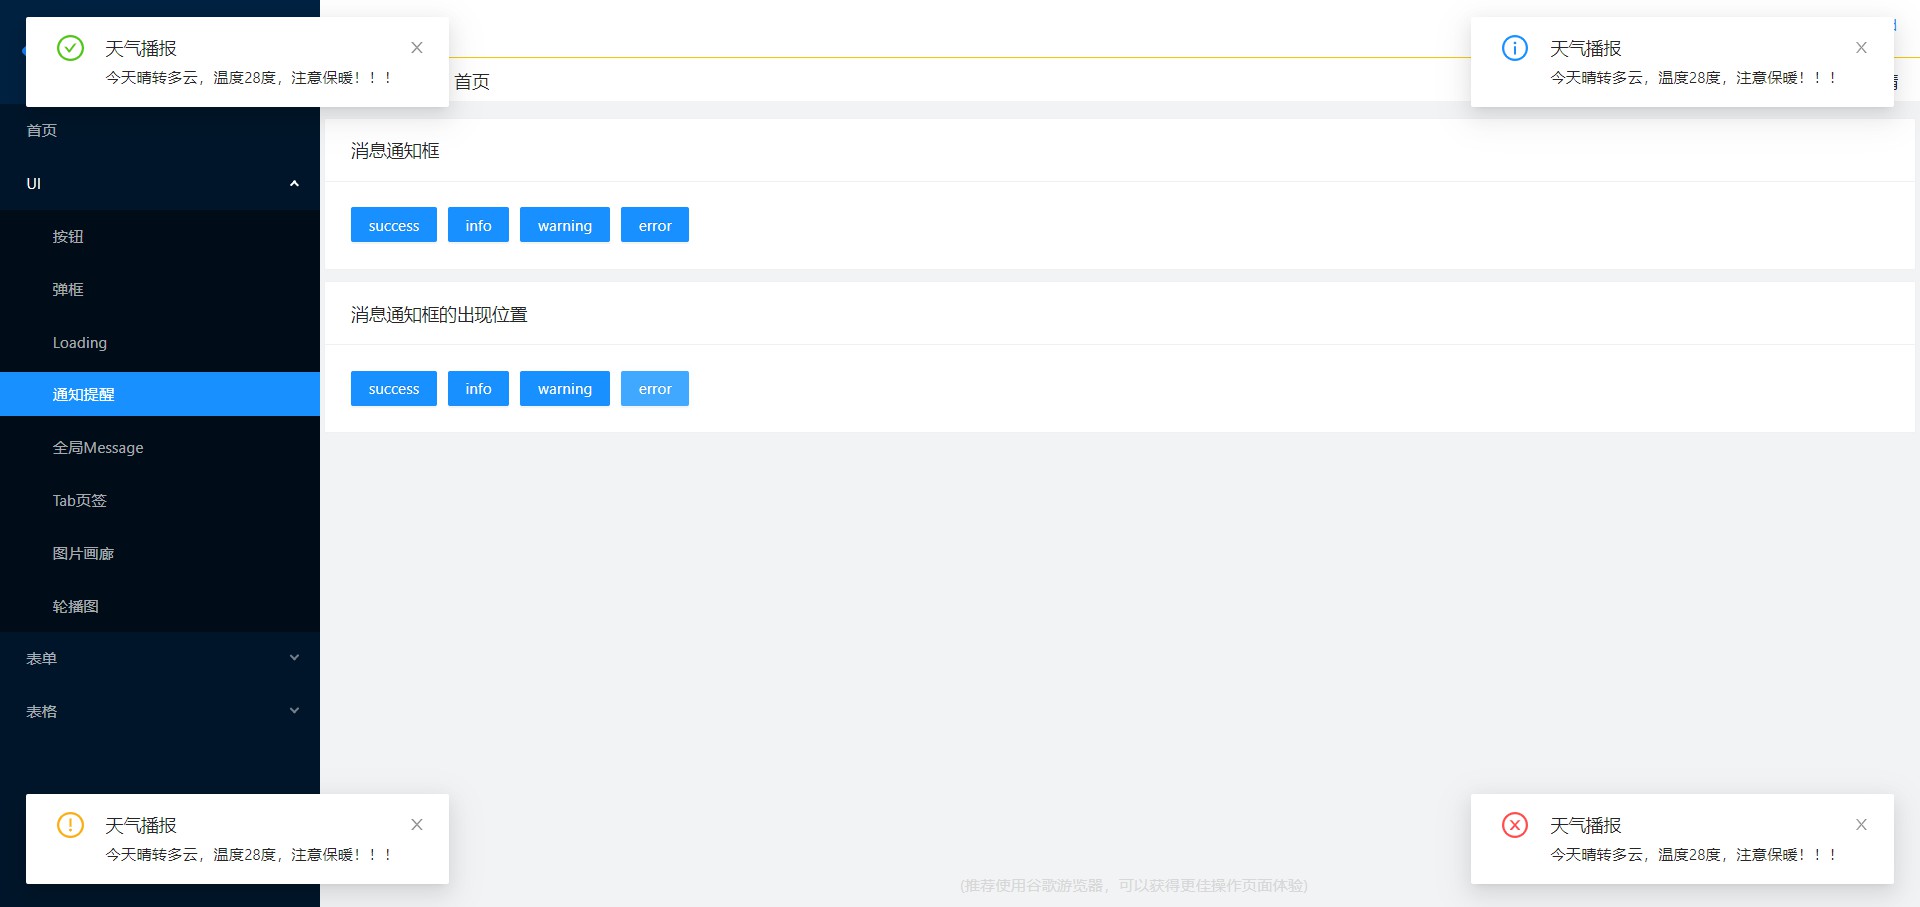 天气播报
今天晴转多云，温度28度，注意保暖！！！
天气播报
今天晴转多云，温度28度，注意保暖！！！
首页
首页
UI
按钮
弹框
Loading
通知提醒
全局Message
Tab页签
图片画廊
轮播图
表单
表格
消息通知框
success
info
warning
error
消息通知框的出现位置
success
info
warning
error
天气播报
今天晴转多云，温度28度，注意保暖！！！
天气播报
今天晴转多云，温度28度，注意保暖！！！
(推荐使用谷歌游览器，可以获得更佳操作页面体验)